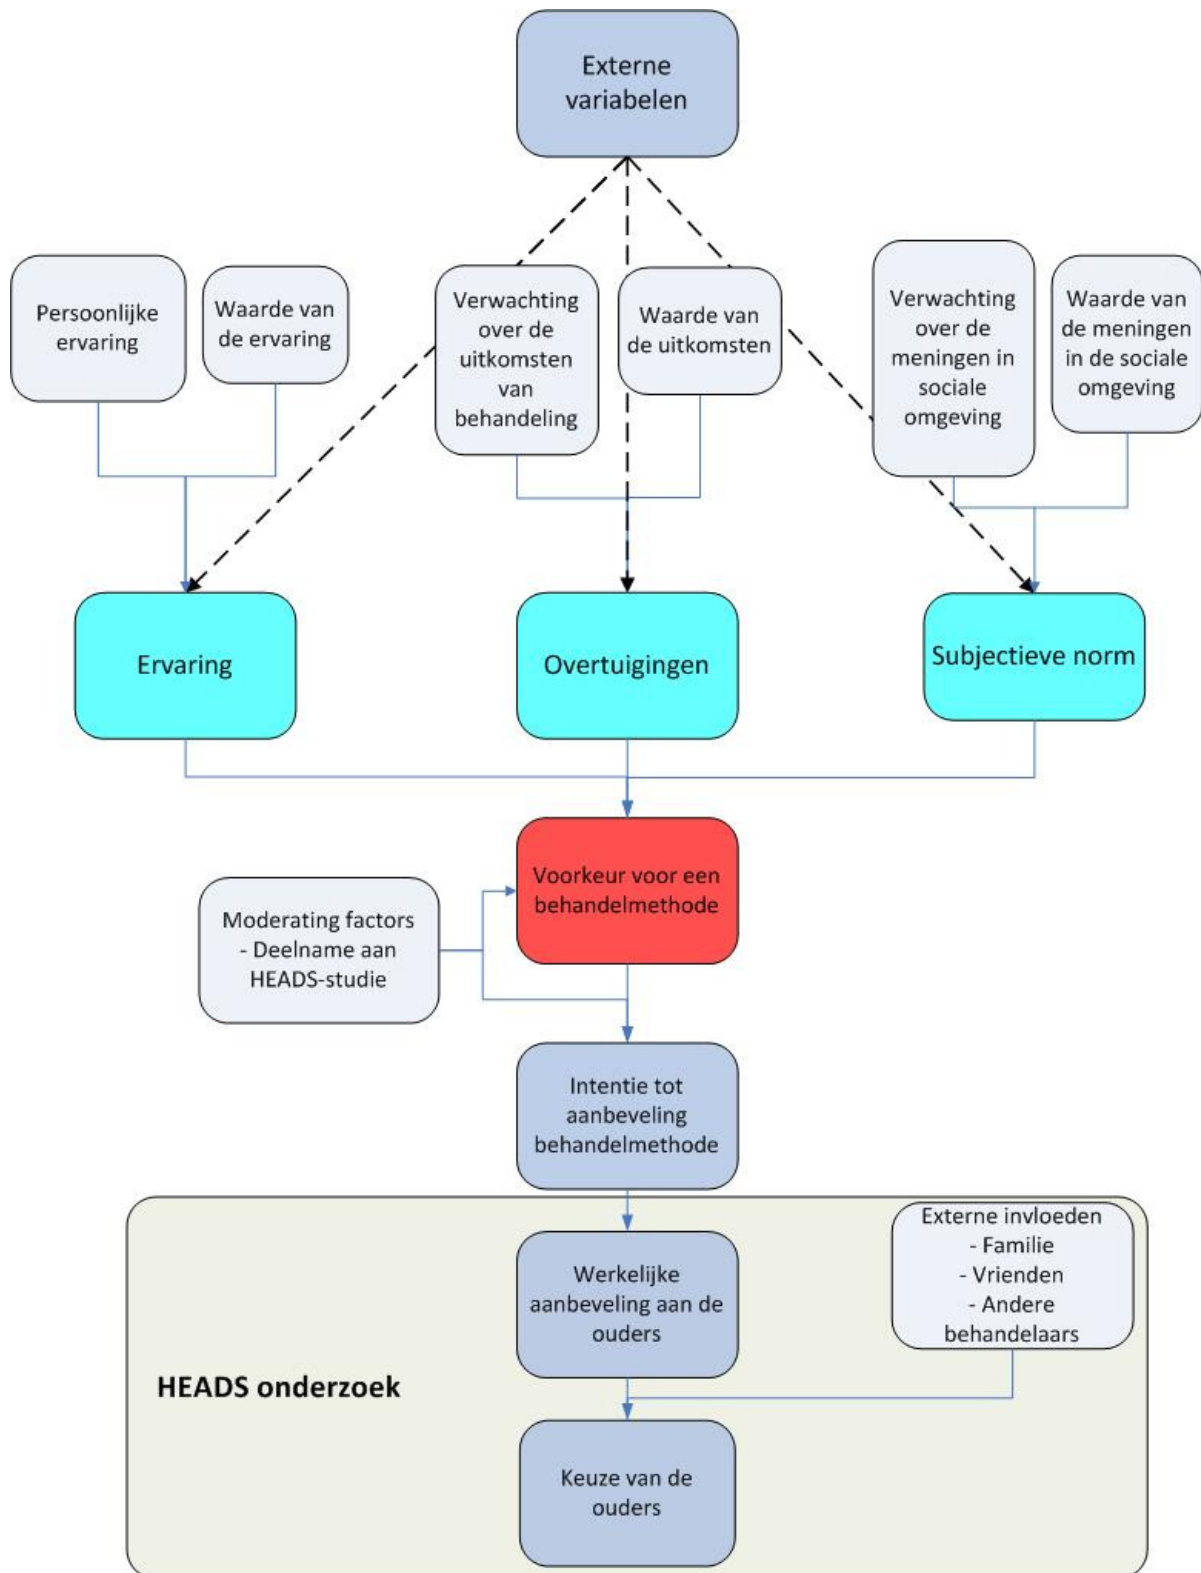 Externe
variabelen
Persoonlijke
ervaring
Waarde van
de ervaring
Verwachting
over de
uitkomsten
van
behandeling
Waarde van
de uitkomsten
Verwachting
over de
meningen in
sociale
omgeving
Waarde van
de meningen
in de sociale
omgeving
Ervaring
Overtuigingen
Subjectieve norm
Voorkeur voor een
behandelmethode
Moderating factors
- Deelname aan
HEADS-studie
Intentie tot
aanbeveling
behandelmethode
Externe invloeden
- Familie
- Vrienden
- Andere
behandelaars
Werkelijke
aanbeveling aan de
ouders
HEADS onderzoek
Keuze van de
ouders